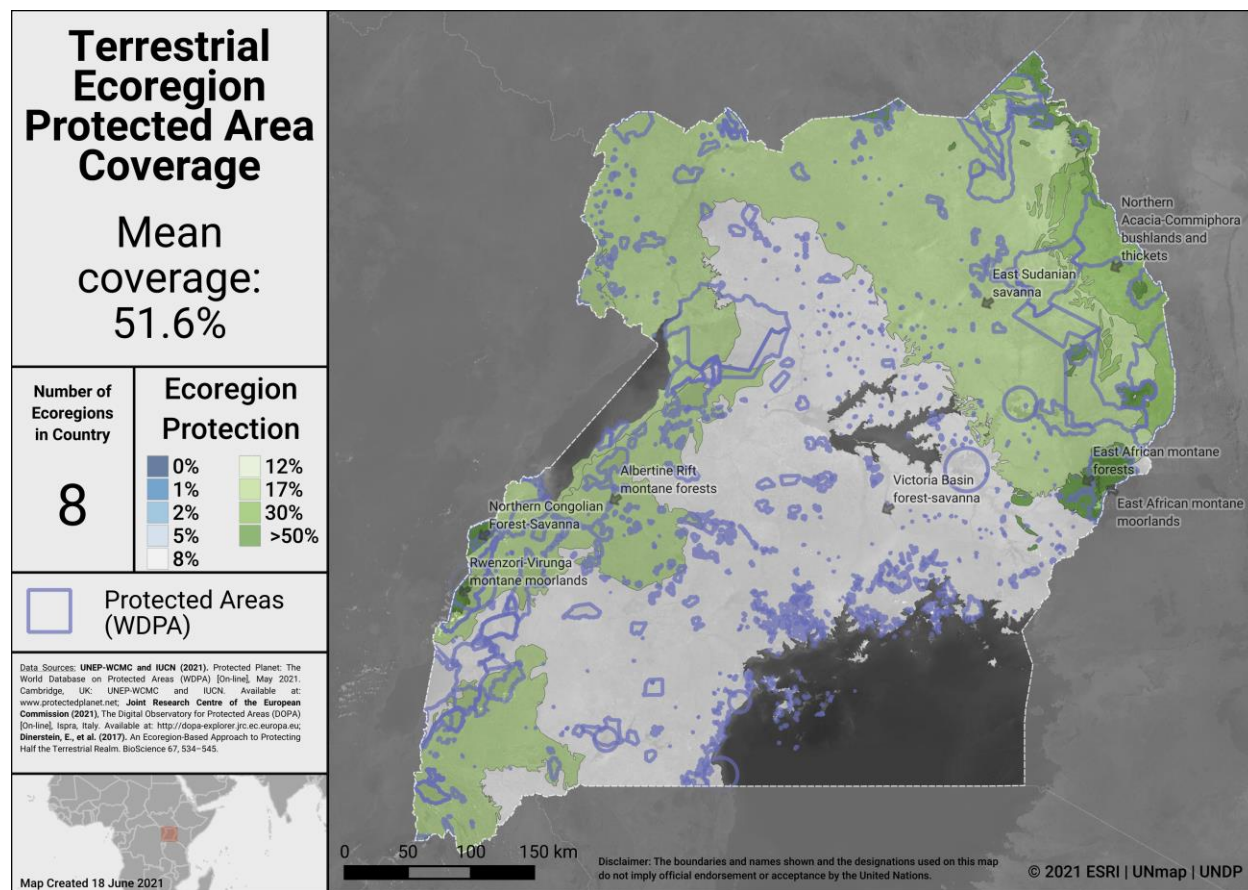 Terrestrial
Ecoregion
Protected Area
Coverage
Mean
coverage:
51.6%
Number of
Ecoregions
in Country
8
Ecoregion
Protection
0%
1%
2%
5%
8%
12%
17%
30%
>50%
Protected Areas
(WDPA)
Data Sources: UNEP-WCMC and IUCN (2021). Protected Planet: The
World Database on Protected Areas (WDPA) [On-line], May 2021.
Cambridge, UK: UNEP-WCMC and IUCN. Available at:
www.protectedplanet.net; Joint Research Centre of the European
Commission (2021), The Digital Observatory for Protected Areas (DOPA)
[On-line], Ispra, Italy. Available at: http://dopa-explorer.jrc.ec.europa.eu;
Dinerstein, E., et al. (2017). An Ecoregion-Based Approach to Protecting
Half the Terrestrial Realm. BioScience 67, 534–545.
Map Created 18 June 2021
Northern
Acacia-Commiphora
bushlands and
thickets
East Sudanian
savanna
East African montane
forests
Albertine Rift
montane forests
Victoria Basin
forest-savanna
East African montane
moorlands
Northern Congolian
Forest-Savanna
Rwenzori-Virunga
montane moorlands
0 50 100 150 km
Disclaimer: The boundaries and names shown and the designations used on this map
do not imply official endorsement or acceptance by the United Nations.
© 2021 ESRI | UNmap | UNDP